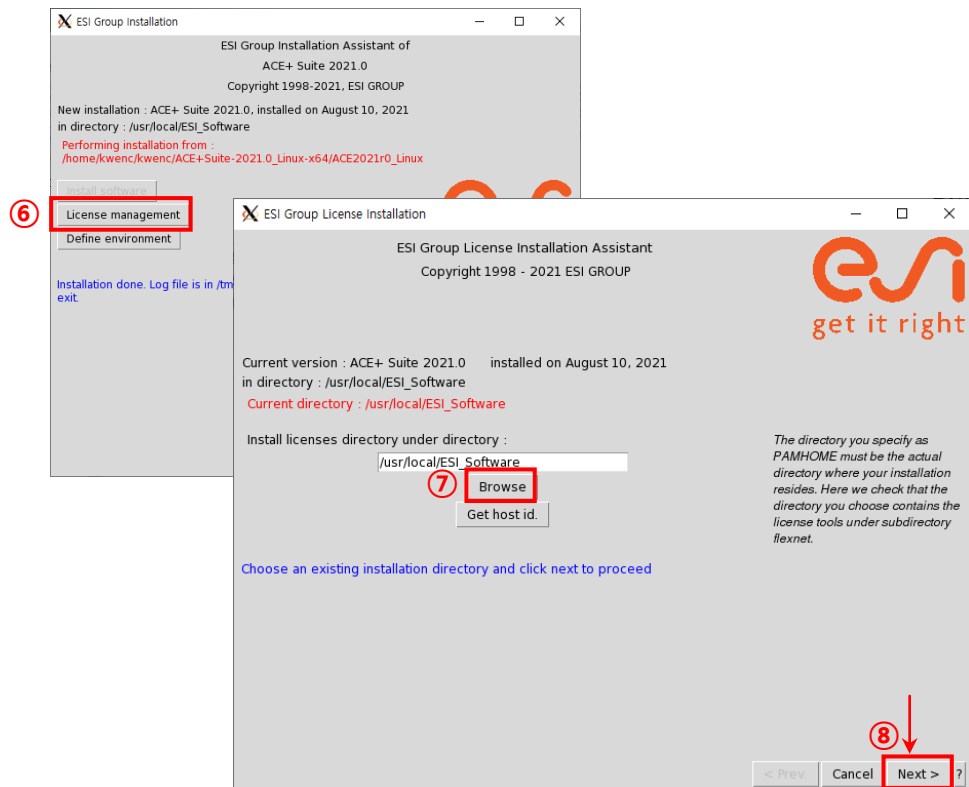 ESI Group Installation
ESI Group Installation Assistant of
ACE+ Suite 2021.0
Copyright 1998-2021, ESI GROUP
New installation : ACE+ Suite 2021.0, installed on August 10, 2021
in directory : /usr/local/ESI_Software
Performing installation from :
/home/kwenc/kwenc/ACE+Suite-2021.0_Linux-x64/ACE2021r0_Linux
Install software
⑥
License management
Define environment
Installation done. Log file is in /tm
exit.
ESI Group License Installation
ESI Group License Installation Assistant
Copyright 1998 - 2021 ESI GROUP
esi
get it right
Current version : ACE+ Suite 2021.0 installed on August 10, 2021
in directory : /usr/local/ESI_Software
Current directory : /usr/local/ESI_Software
Install licenses directory under directory :
/usr/local/ESI_Software
⑦
Browse
Get host id.
The directory you specify as
PAMHOME must be the actual
directory where your installation
resides. Here we check that the
directory you choose contains the
license tools under subdirectory
flexnet.
Choose an existing installation directory and click next to proceed
⑧
< Prev. Cancel Next > ?